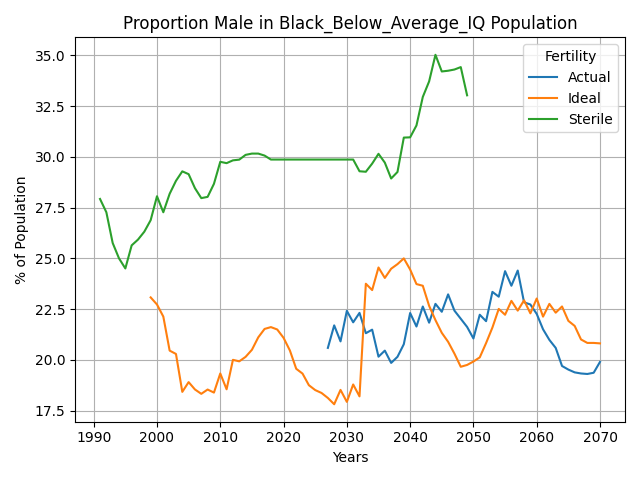 Proportion Male in Black_Below_Average_IQ Population
35.0
32.5
30.0
27.5
25.0
22.5
20.0
17.5
% of Population
Fertility
Actual
Ideal
Sterile
1990 2000 2010 2020 2030 2040 2050 2060 2070
Years